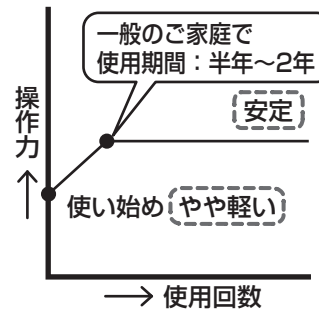 一般のご家庭で
使用期間：半年～2年
安定
操作力
使い始め やや軽い
使用回数